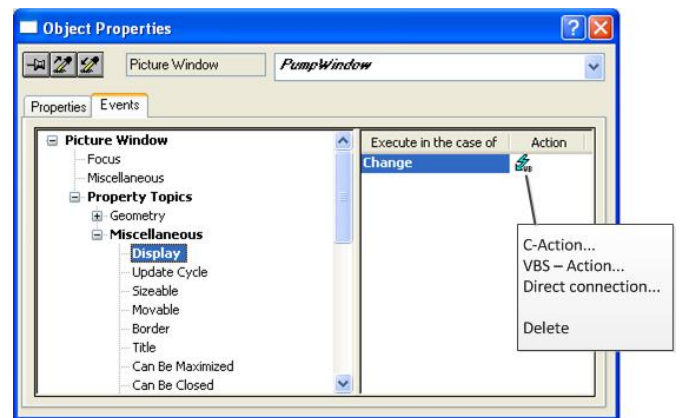 Object Properties
Picture Window PumpWindow
Properties Events
Picture Window
Focus
Miscellaneous
Property Topics
Geometry
Miscellaneous
Display
Update Cycle
Sizeable
Movable
Border
Title
Can Be Maximized
Can Be Closed
Execute in the case of Action
Change VB
C-Action...
VBS – Action...
Direct connection...
Delete